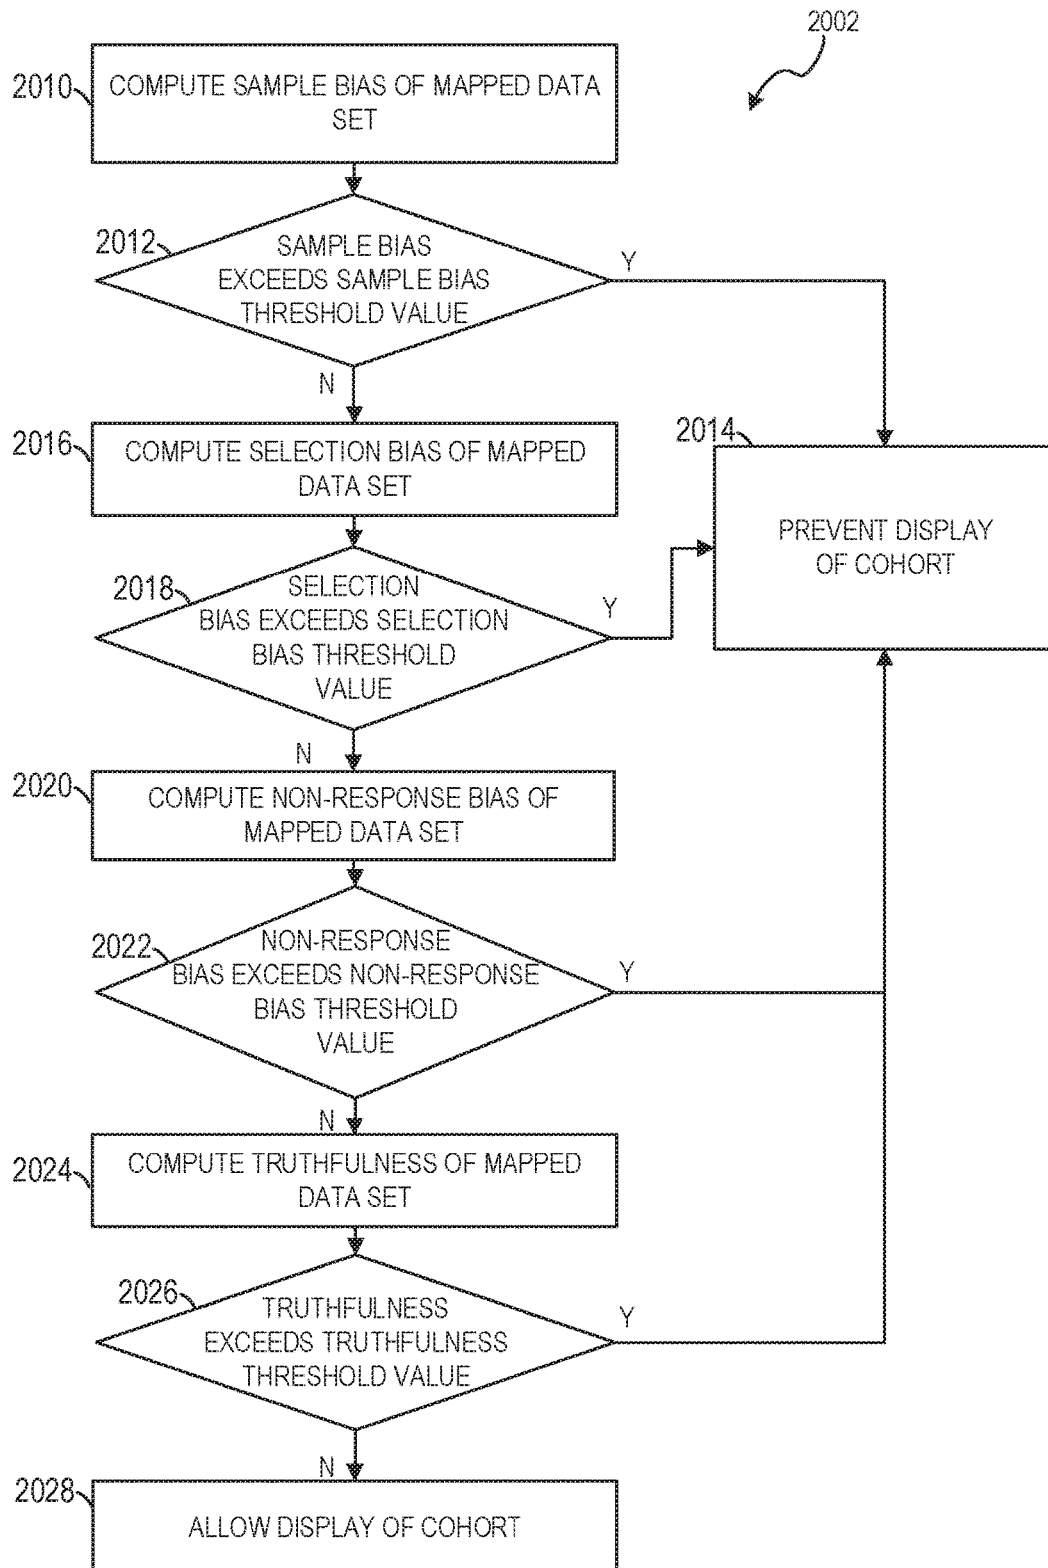 2002
2010
COMPUTE SAMPLE BIAS OF MAPPED DATA
SET
2012
SAMPLE BIAS
EXCEEDS SAMPLE BIAS
THRESHOLD VALUE
Y
N
2016
COMPUTE SELECTION BIAS OF MAPPED
DATA SET
2014
PREVENT DISPLAY
OF COHORT
2018
SELECTION
BIAS EXCEEDS SELECTION
BIAS THRESHOLD
VALUE
Y
N
2020
COMPUTE NON-RESPONSE BIAS OF
MAPPED DATA SET
2022
NON-RESPONSE
BIAS EXCEEDS NON-RESPONSE
BIAS THRESHOLD
VALUE
Y
N
2024
COMPUTE TRUTHFULNESS OF MAPPED
DATA SET
2026
TRUTHFULNESS
EXCEEDS TRUTHFULNESS
THRESHOLD VALUE
Y
N
2028
ALLOW DISPLAY OF COHORT